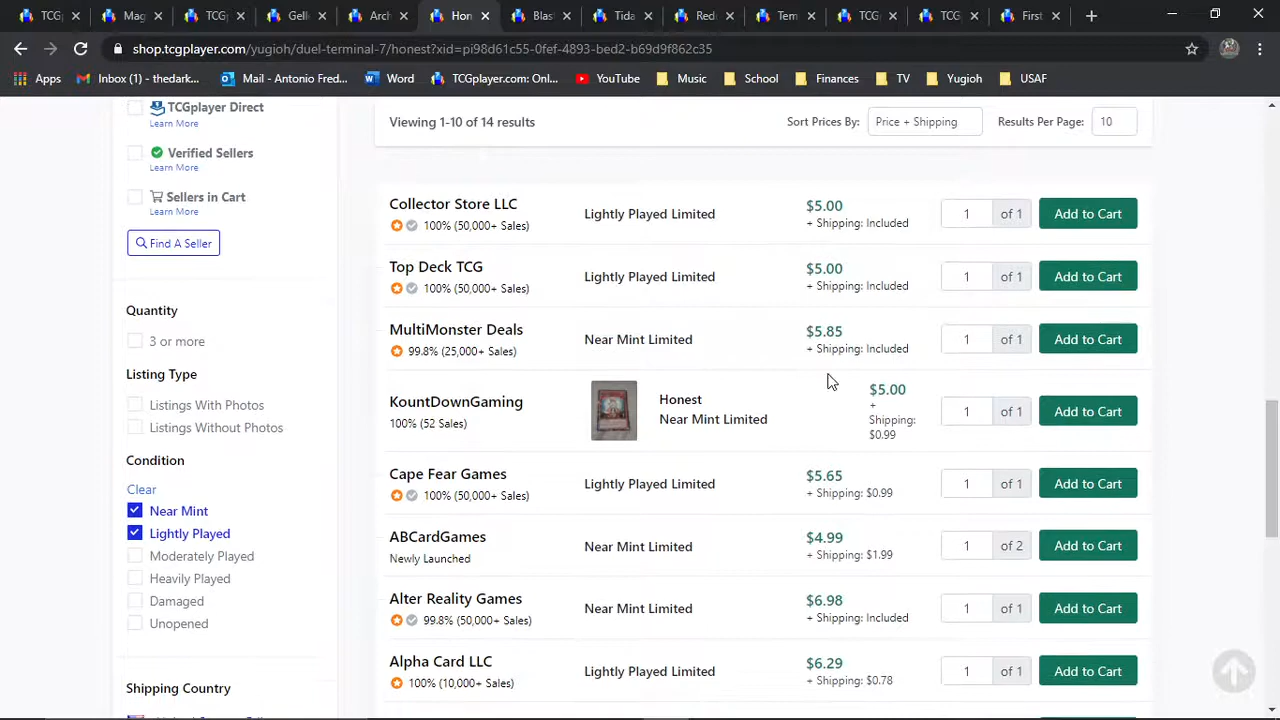 TCG
Mag
TCG
Gelle
Arch
Hon
Blas
Tida
Red
Tem
TCG
TCG
First
shop.tcgplayer.com/yugioh/duel-terminal-7/honest?xid=pi98d61c55-0fef-4893-bed2-b69d9f862c35
Apps
Inbox (1) - thedark...
Mail - Antonio Fred...
Word
TCGplayer.com: Onl...
YouTube
Music
School
Finances
TV
Yugioh
USAF
TCGplayer Direct
Learn More
Verified Sellers
Learn More
Sellers in Cart
Learn More
Find A Seller
Quantity
3 or more
Listing Type
Listings With Photos
Listings Without Photos
Condition
Clear
Near Mint
Lightly Played
Moderately Played
Heavily Played
Damaged
Unopened
Shipping Country
Viewing 1-10 of 14 results
Sort Prices By: Price + Shipping
Results Per Page: 10
Collector Store LLC
100% (50,000+ Sales)
Lightly Played Limited
$5.00
+ Shipping: Included
1 of 1
Add to Cart
Top Deck TCG
100% (50,000+ Sales)
Lightly Played Limited
$5.00
+ Shipping: Included
1 of 1
Add to Cart
MultiMonster Deals
99.8% (25,000+ Sales)
Near Mint Limited
$5.85
+ Shipping: Included
1 of 1
Add to Cart
KountDownGaming
100% (52 Sales)
Honest
Near Mint Limited
$5.00
+
Shipping:
$0.99
1 of 1
Add to Cart
Cape Fear Games
100% (50,000+ Sales)
Lightly Played Limited
$5.65
+ Shipping: $0.99
1 of 1
Add to Cart
ABCardGames
Newly Launched
Near Mint Limited
$4.99
+ Shipping: $1.99
1 of 2
Add to Cart
Alter Reality Games
99.8% (50,000+ Sales)
Near Mint Limited
$6.98
+ Shipping: Included
1 of 1
Add to Cart
Alpha Card LLC
100% (10,000+ Sales)
Lightly Played Limited
$6.29
+ Shipping: $0.78
1 of 1
Add to Cart